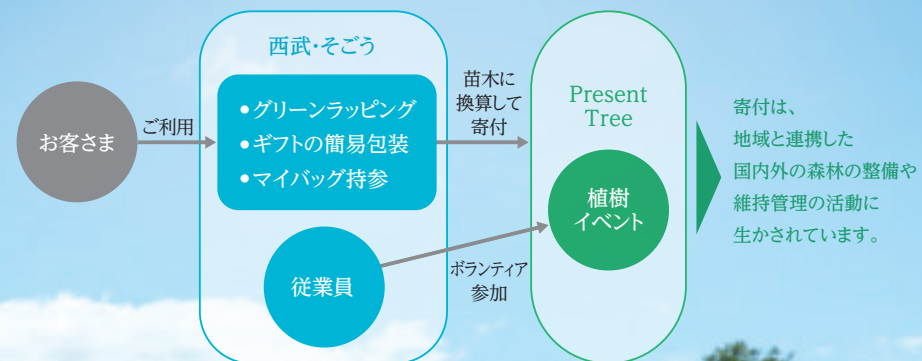 西武・そごう
お客さま
ご利用
●グリーンラッピング
●ギフトの簡易包装
●マイバッグ持参
従業員
苗木に
換算して
寄付
ボランティア
参加
Present
Tree
植樹
イベント
寄付は、
地域と連携した
国内外の森林の整備や
維持管理の活動に
生かされています。